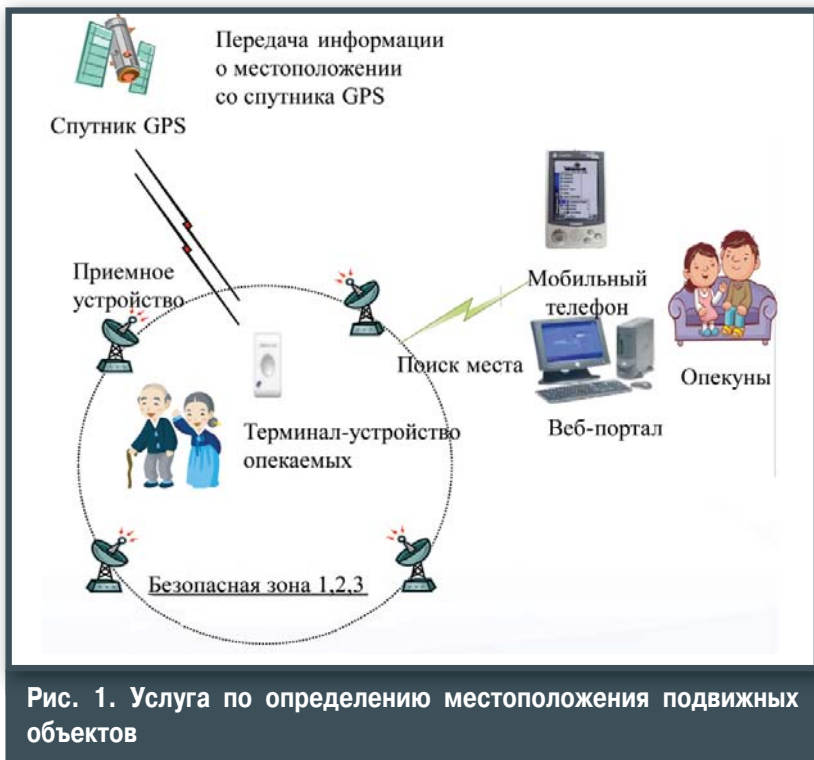 Передача информации
о местоположении
со спутника GPS
Спутник GPS
Приемное
устройство
Мобильный
телефон
Поиск места
Опекуны
Терминал-устройство
опекаемых
Веб-портал
Безопасная зона 1,2,3
Рис. 1. Услуга по определению местоположения подвижных
объектов